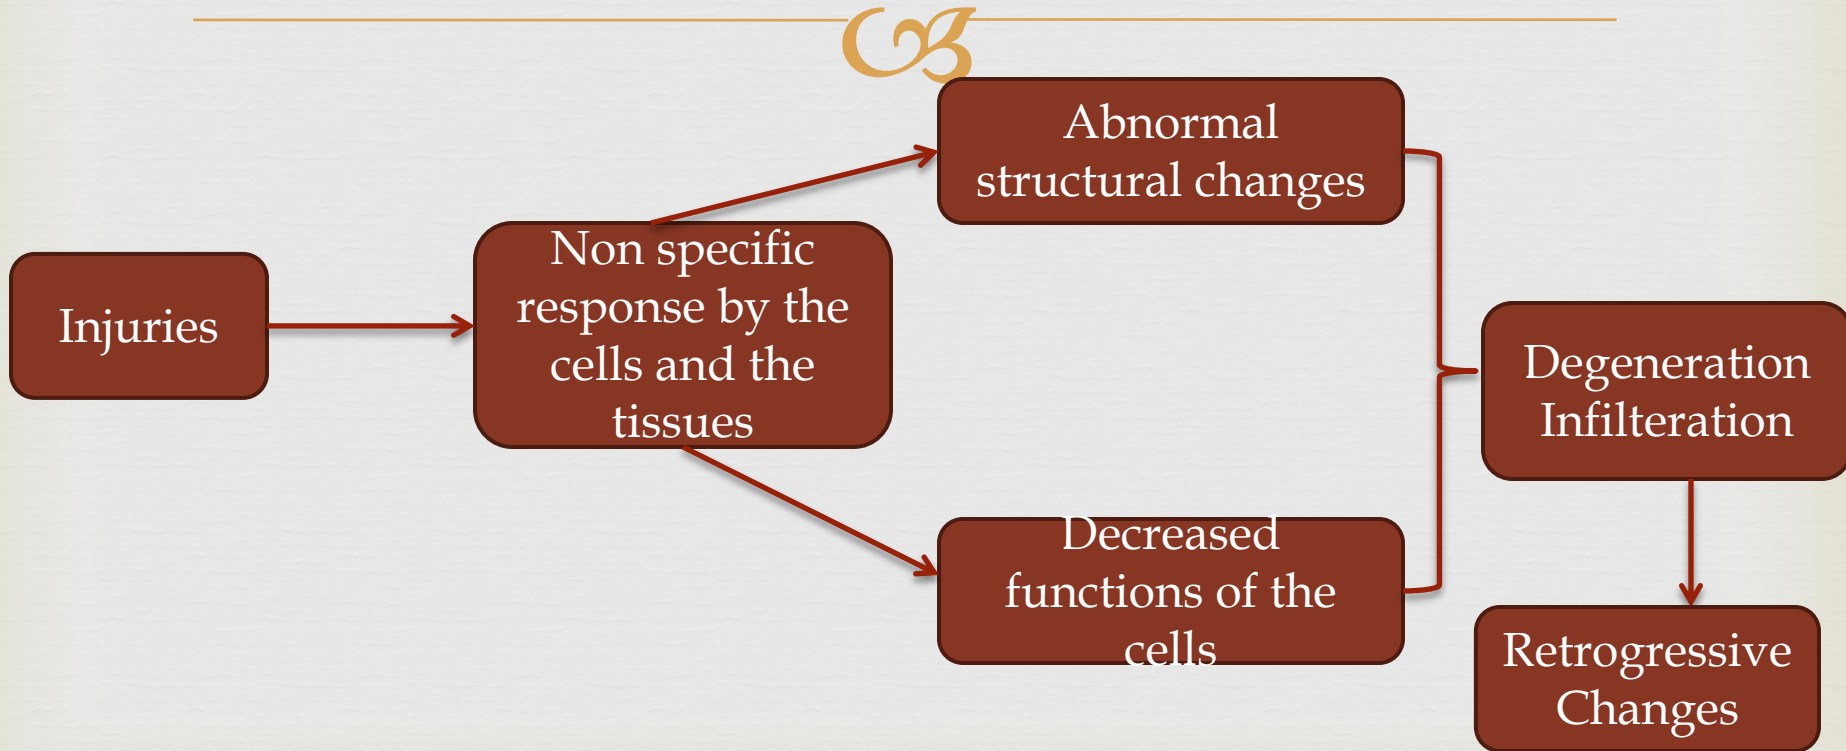 Injuries
Non specific
response by the
cells and the
tissues
Abnormal
structural changes
Decreased
functions of the
cells
Degeneration
Infilteration
Retrogressive
Changes